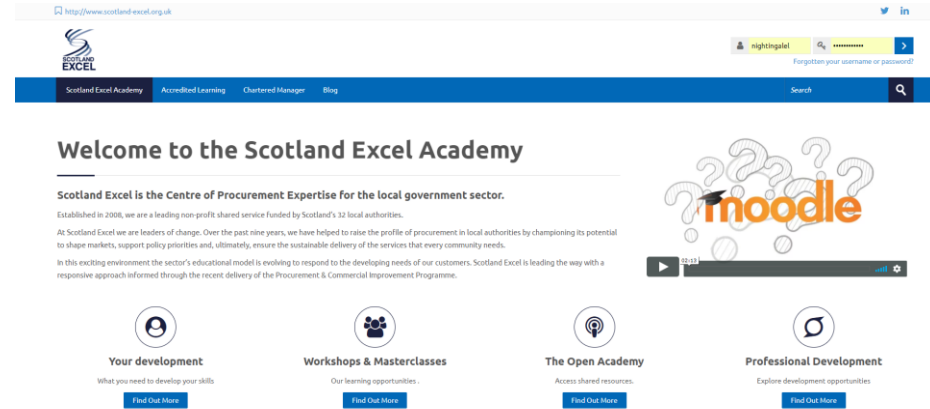 http://www.scotland-excel.org.uk
SCOTLAND
EXCEL
nightingalel
Forgotten your username or password?
Scotland Excel Academy Accredited Learning Chartered Manager Blog Search
Welcome to the Scotland Excel Academy
Scotland Excel is the Centre of Procurement Expertise for the local government sector.
Established in 2008, we are a leading non-profit shared service funded by Scotland's 32 local authorities.
At Scotland Excel we are leaders of change. Over the past nine years, we have helped to raise the profile of procurement in local authorities by championing its potential
to shape markets, support policy priorities and, ultimately, ensure the sustainable delivery of the services that every community needs.
In this exciting environment the sector's educational model is evolving to respond to the developing needs of our customers. Scotland Excel is leading the way with a
responsive approach informed through the recent delivery of the Procurement & Commercial Improvement Programme.
moodle
02:13
Your development
What you need to develop your skills
Find Out More
Workshops & Masterclasses
Our learning opportunities .
Find Out More
The Open Academy
Access shared resources.
Find Out More
Professional Development
Explore development opportunities
Find Out More